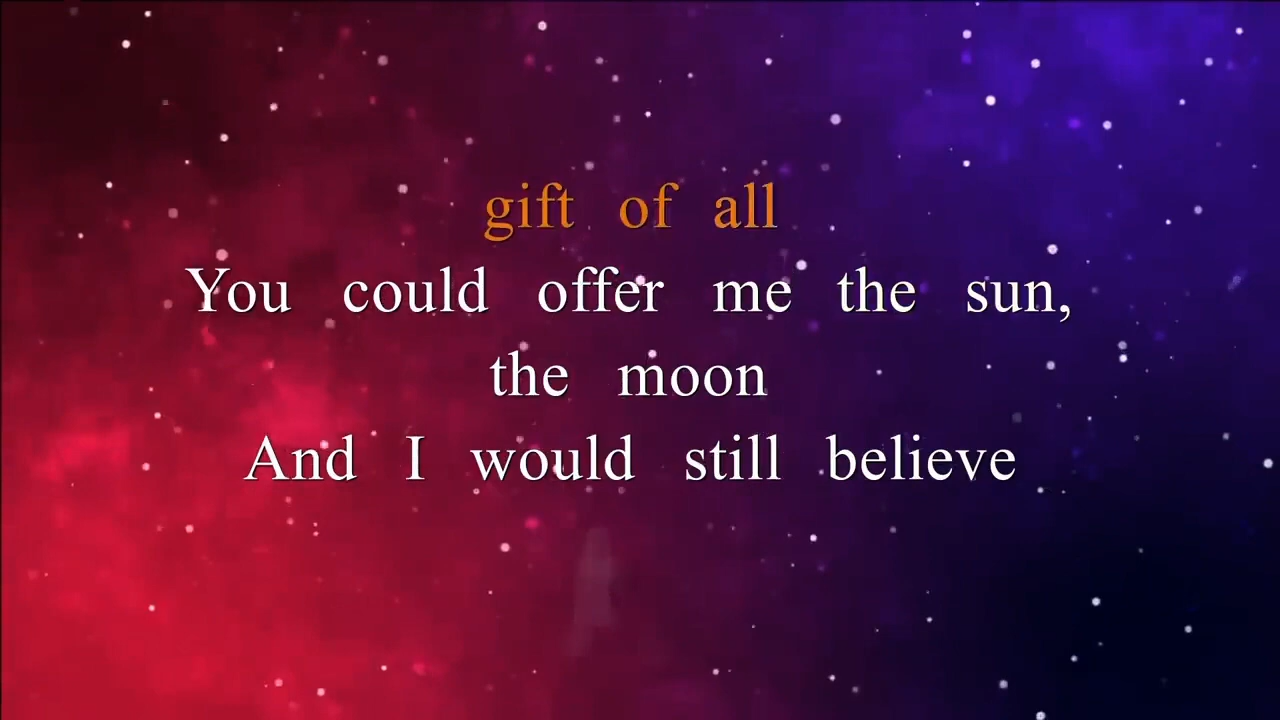 gift of all
You could offer me the sun,
the moon
And I would still believe